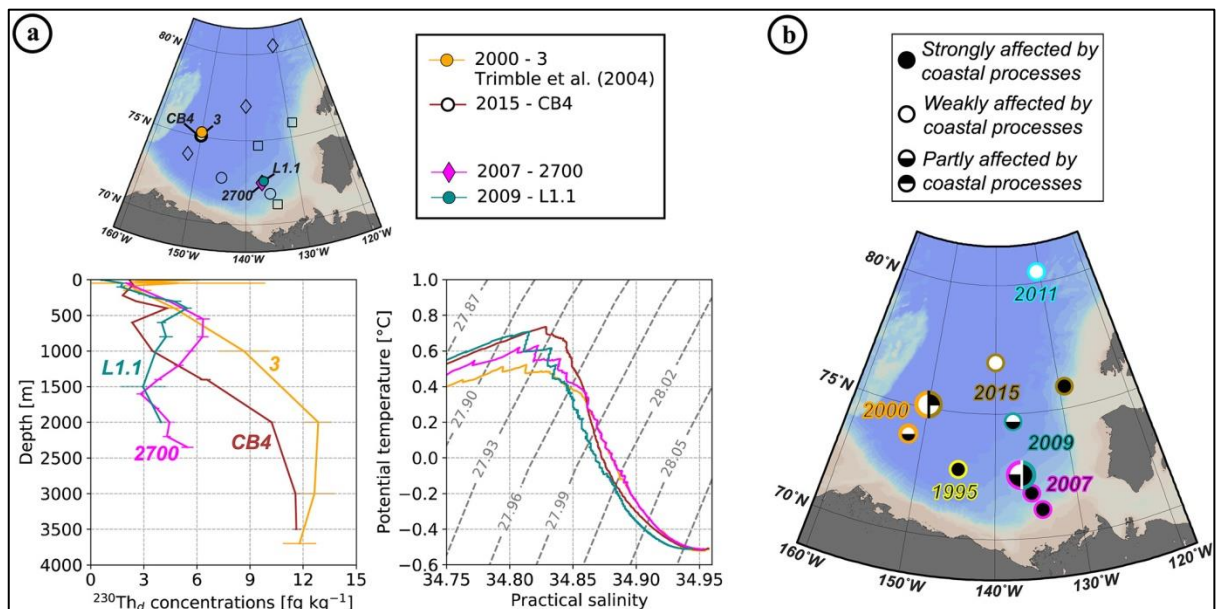 a
80°N
75°N
70°N
160°W
150°W
140°W
130°W
120°W
CB4
3
L1.1
2700
2000 - 3
Trimble et al. (2004)
2015 - CB4
2007 - 2700
2009 - L1.1
0
500
1000
1500
2000
2500
3000
3500
4000
Depth [m]
0 3 6 9 12 15
²³⁰Th_d concentrations [fg kg⁻¹]
L1.1
3
2700
CB4
1.0
0.8
0.6
0.4
0.2
0.0
−0.2
−0.4
−0.6
Potential temperature [°C]
34.75 34.80 34.85 34.90 34.95
Practical salinity
27.87
27.90
27.93
27.96
27.99
28.02
28.05
b
Strongly affected by
coastal processes
Weakly affected by
coastal processes
Partly affected by
coastal processes
80°N
75°N
70°N
160°W
150°W
140°W
130°W
120°W
2011
2015
2000
2009
1995
2007